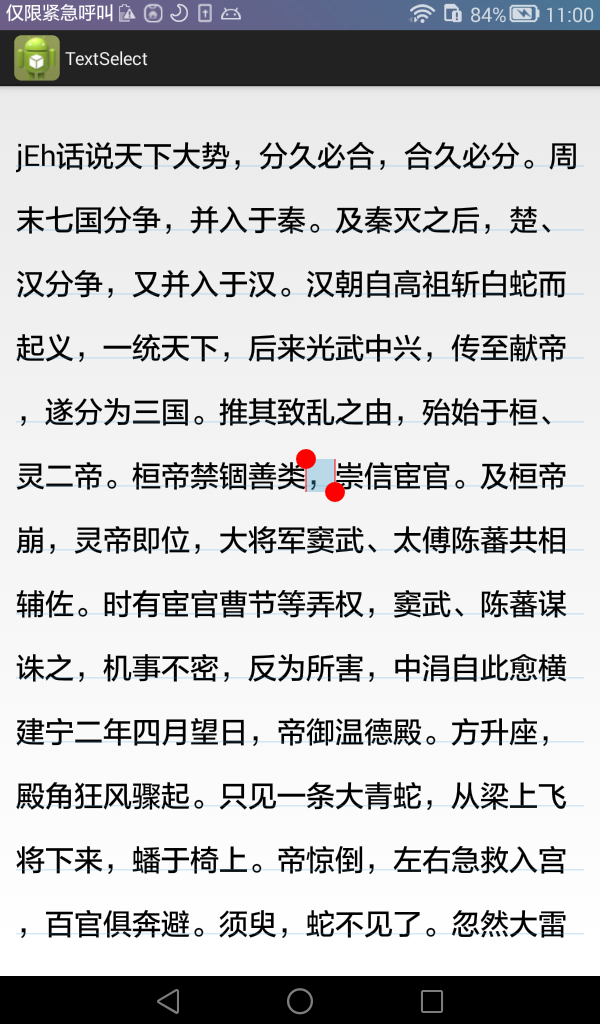 仅限紧急呼叫 84% 11:00
TextSelect
jEh话说天下大势，分久必合，合久必分。周
末七国分争，并入于秦。及秦灭之后，楚、
汉分争，又并入于汉。汉朝自高祖斩白蛇而
起义，一统天下，后来光武中兴，传至献帝
，遂分为三国。推其致乱之由，殆始于桓、
灵二帝。桓帝禁锢善类，崇信宦官。及桓帝
崩，灵帝即位，大将军窦武、太傅陈蕃共相
辅佐。时有宦官曹节等弄权，窦武、陈蕃谋
诛之，机事不密，反为所害，中涓自此愈横
建宁二年四月望日，帝御温德殿。方升座，
殿角狂风骤起。只见一条大青蛇，从梁上飞
将下来，蟠于椅上。帝惊倒，左右急救入宫
，百官俱奔避。须臾，蛇不见了。忽然大雷